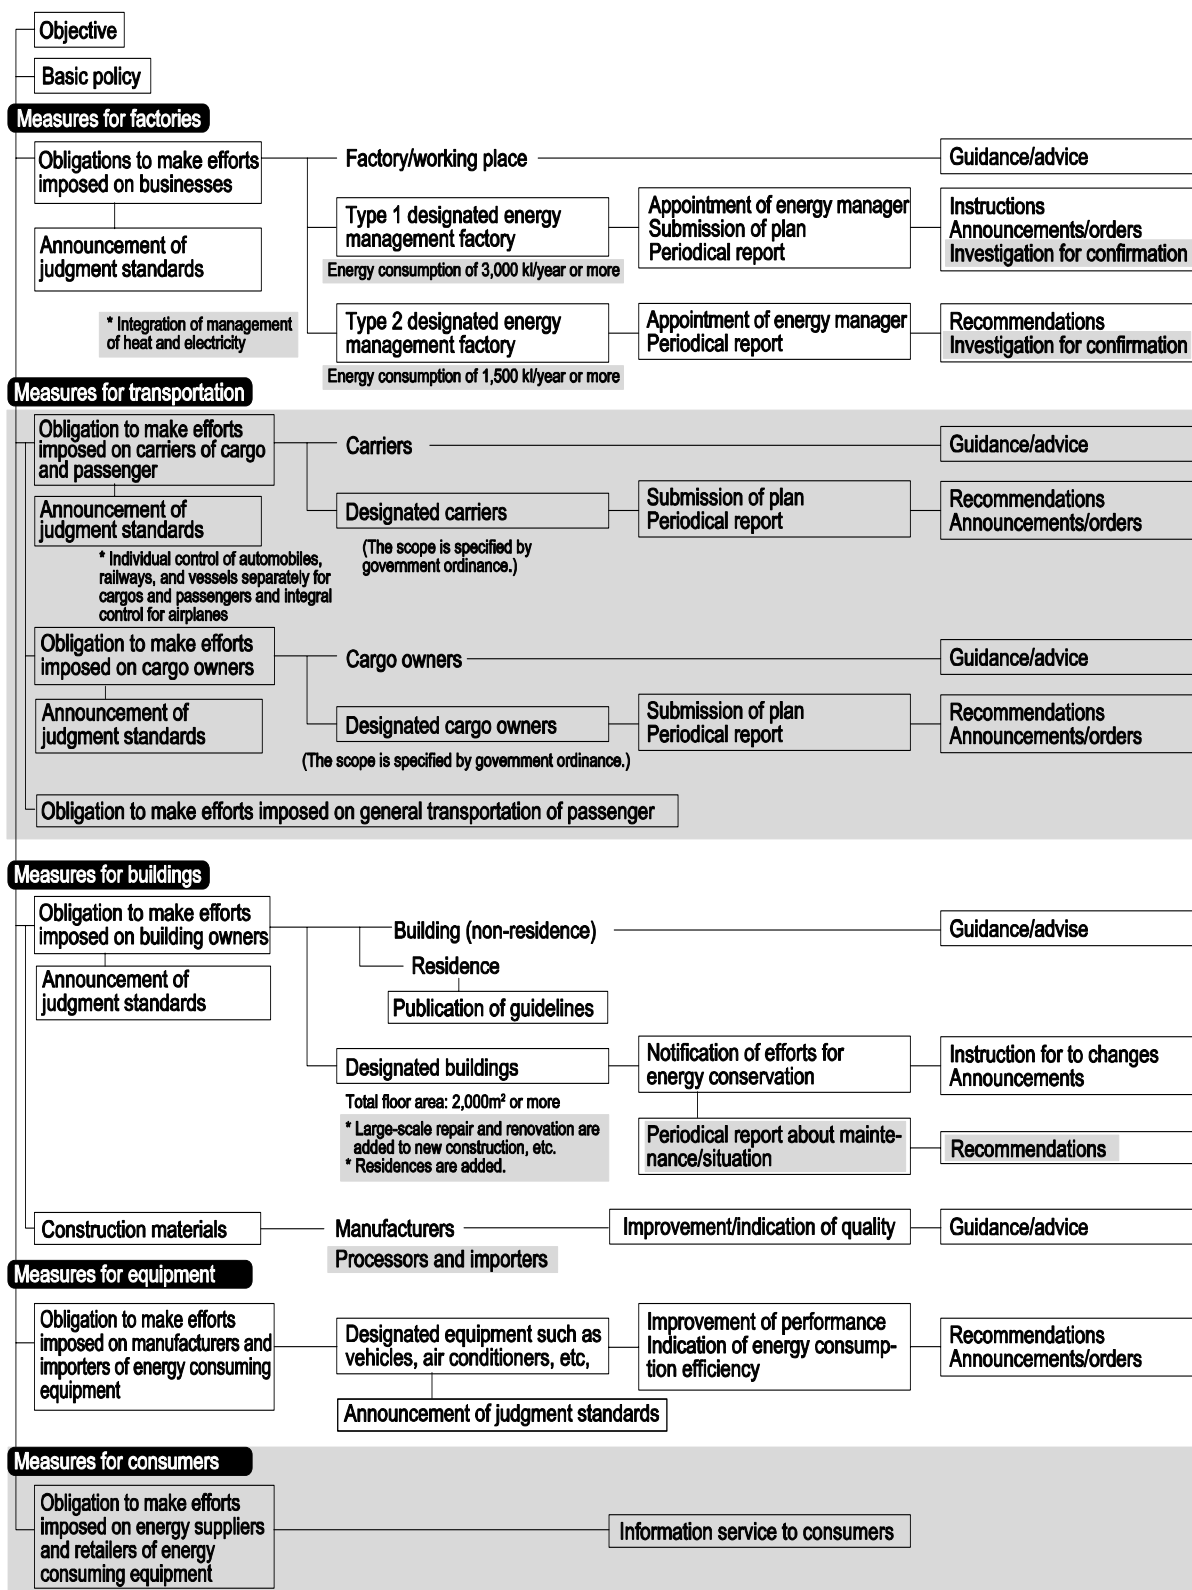 Objective
Basic policy
Measures for factories
Obligations to make efforts
imposed on businesses
Factory/working place
Guidance/advice
Announcement of
judgment standards
Type 1 designated energy
management factory
Energy consumption of 3,000 kl/year or more
Appointment of energy manager
Submission of plan
Periodical report
Instructions
Announcements/orders
Investigation for confirmation
* Integration of management
of heat and electricity
Type 2 designated energy
management factory
Energy consumption of 1,500 kl/year or more
Appointment of energy manager
Periodical report
Recommendations
Investigation for confirmation
Measures for transportation
Obligation to make efforts
imposed on carriers of cargo
and passenger
Carriers
Guidance/advice
Announcement of
judgment standards
* Individual control of automobiles,
railways, and vessels separately for
cargos and passengers and integral
control for airplanes
Designated carriers
(The scope is specified by
government ordinance.)
Submission of plan
Periodical report
Recommendations
Announcements/orders
Obligation to make efforts
imposed on cargo owners
Cargo owners
Guidance/advice
Announcement of
judgment standards
Designated cargo owners
(The scope is specified by government ordinance.)
Submission of plan
Periodical report
Recommendations
Announcements/orders
Obligation to make efforts imposed on general transportation of passenger
Measures for buildings
Obligation to make efforts
imposed on building owners
Building (non-residence)
Guidance/advise
Announcement of
judgment standards
Residence
Publication of guidelines
Designated buildings
Total floor area: 2,000m² or more
* Large-scale repair and renovation are
added to new construction, etc.
* Residences are added.
Notification of efforts for
energy conservation
Instruction for to changes
Announcements
Periodical report about mainte-
nance/situation
Recommendations
Construction materials
Manufacturers
Processors and importers
Improvement/indication of quality
Guidance/advice
Measures for equipment
Obligation to make efforts
imposed on manufacturers and
importers of energy consuming
equipment
Designated equipment such as
vehicles, air conditioners, etc,
Announcement of judgment standards
Improvement of performance
Indication of energy consump-
tion efficiency
Recommendations
Announcements/orders
Measures for consumers
Obligation to make efforts
imposed on energy suppliers
and retailers of energy
consuming equipment
Information service to consumers